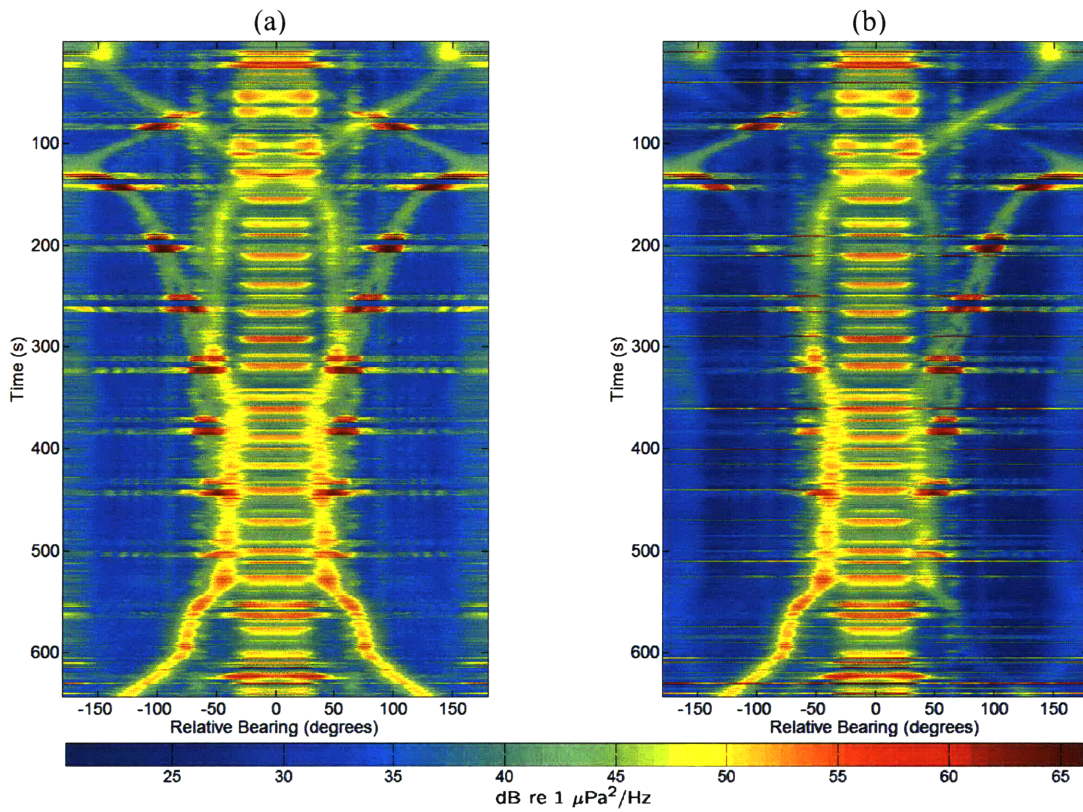 (a) (b)
100 100
200 200
300 300
400 400
500 500
600 600
Time (s) Time (s)
-150 -100 -50 0 50 100 150 -150 -100 -50 0 50 100 150
Relative Bearing (degrees) Relative Bearing (degrees)
25 30 35 40 45 50 55 60 65
dB re 1 μPa²/Hz